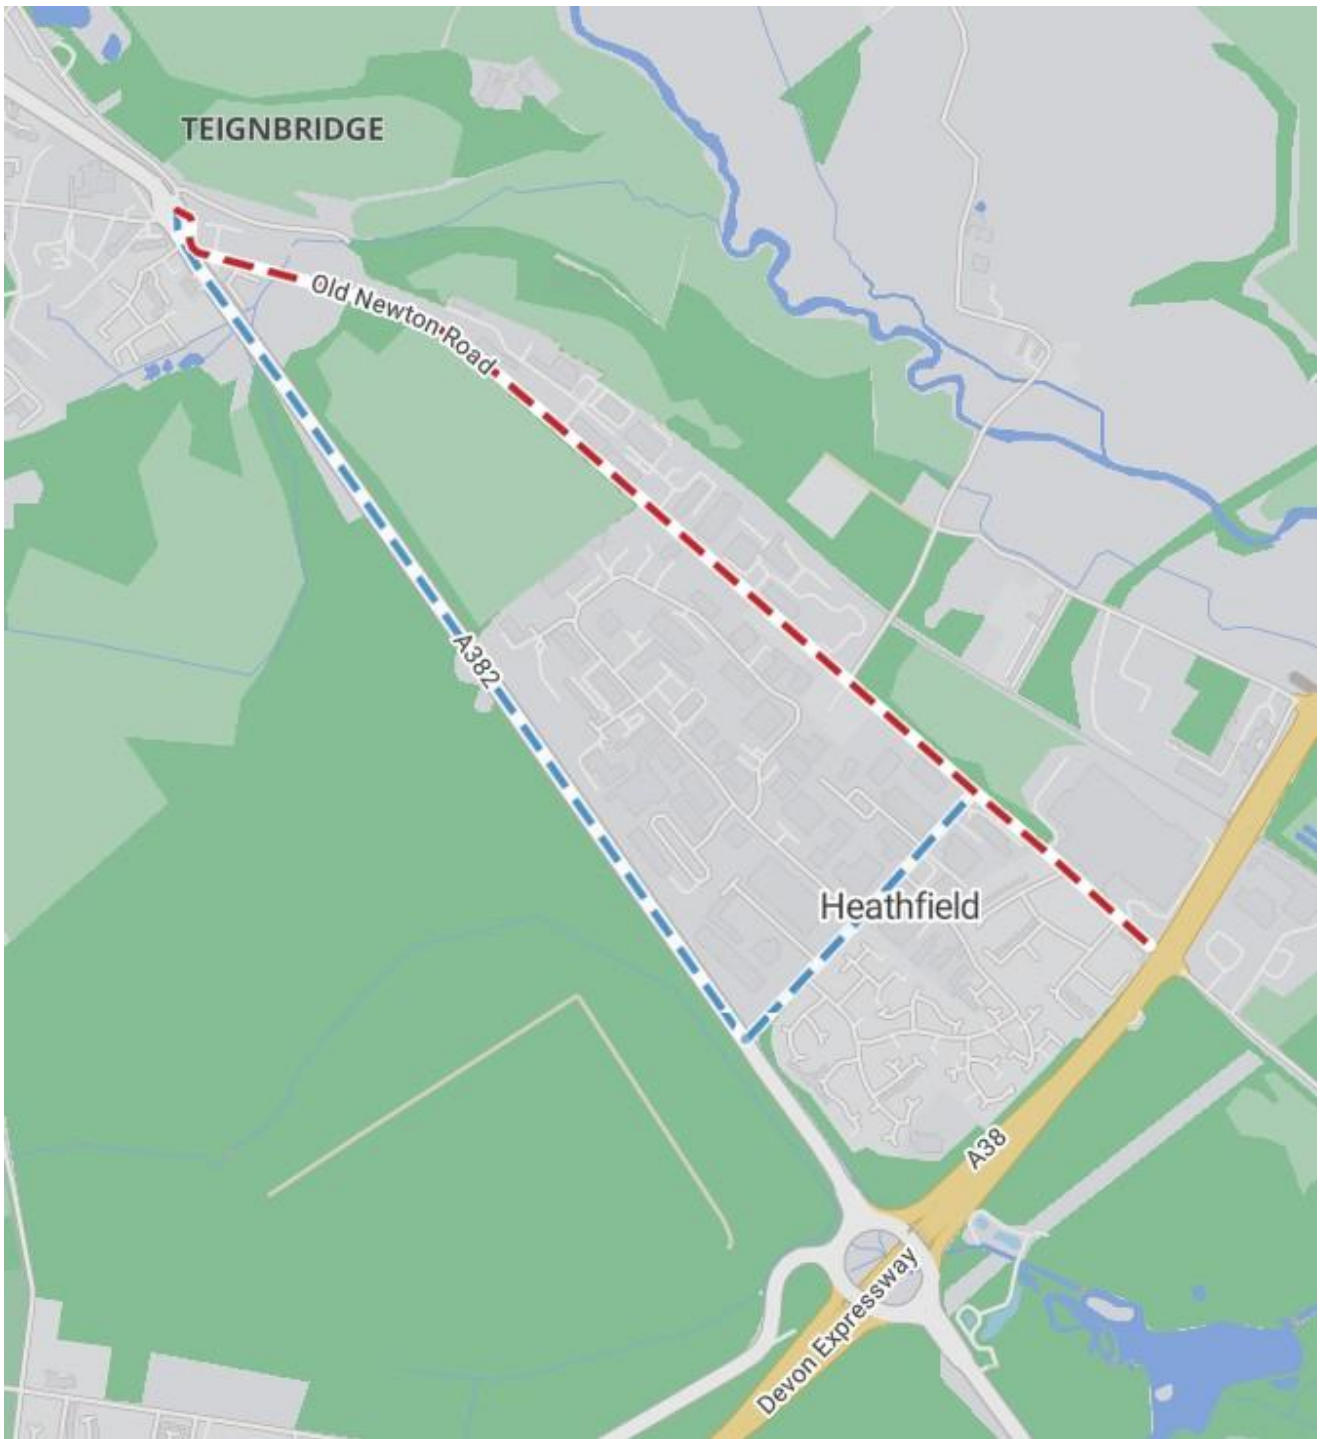 TEIGNBRIDGE
Old Newton Road
A382
Heathfield
A38
Devon Expressway